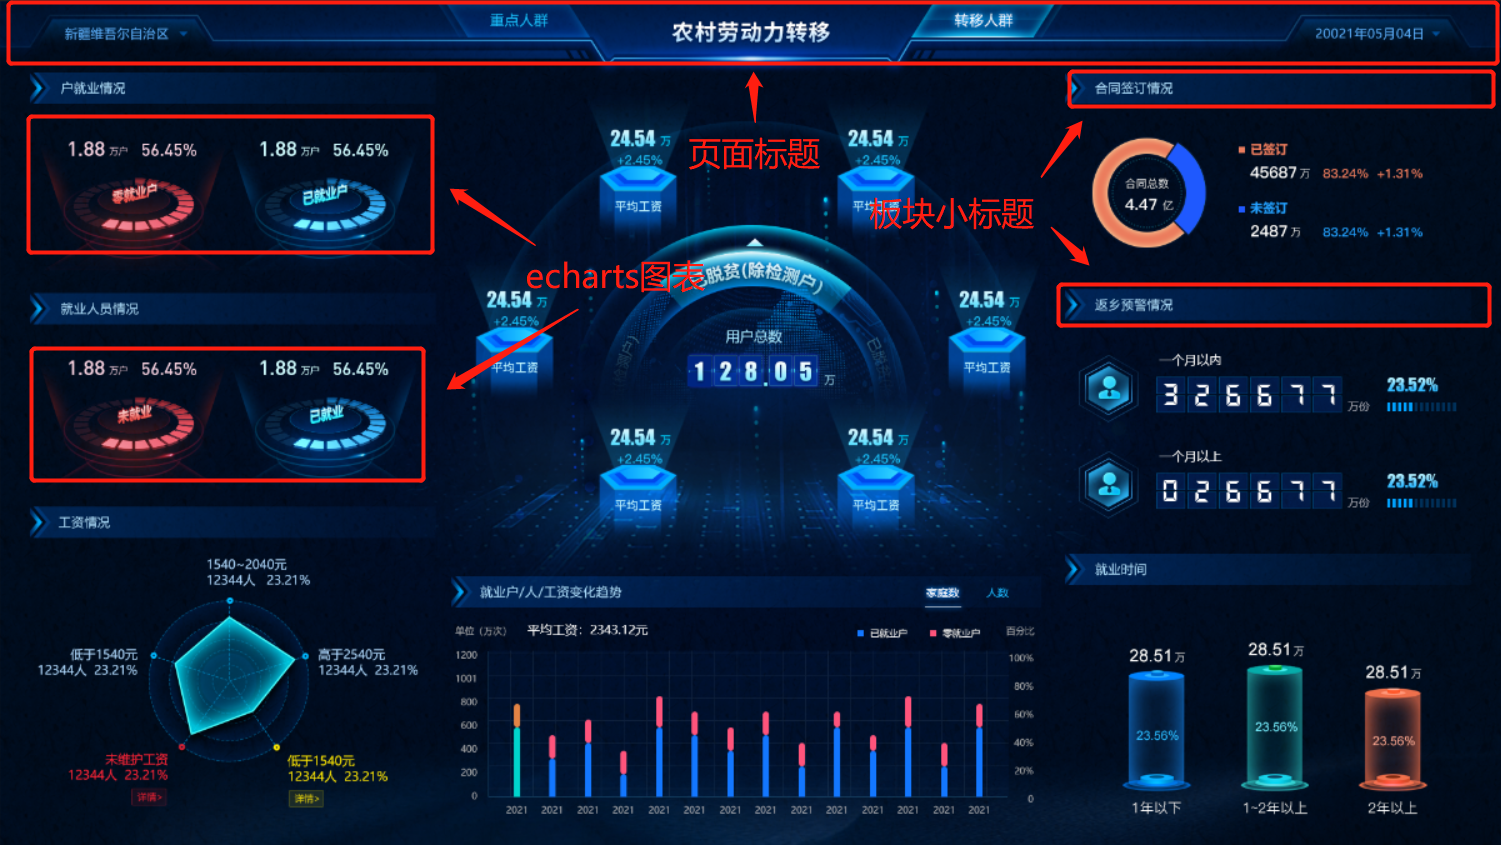 新疆维吾尔自治区
重点人群
农村劳动力转移
转移人群
20021年05月04日
户就业情况
1.88 万户 56.45%
1.88 万户 56.45%
零就业户
已就业户
就业人员情况
1.88 万户 56.45%
1.88 万户 56.45%
未就业
已就业
工资情况
1540~2040元
12344人 23.21%
低于1540元
12344人 23.21%
高于2540元
12344人 23.21%
未维护工资
12344人 23.21%
详情>
低于1540元
12344人 23.21%
详情>
页面标题
板块小标题
echarts图表
24.54 万
+2.45%
平均工资
24.54 万
+2.45%
平均工资
24.54 万
+2.45%
平均工资
24.54 万
+2.45%
平均工资
24.54 万
+2.45%
平均工资
24.54 万
+2.45%
平均工资
已脱贫(除检测户)
用户总数
128.05 万
就业户/人/工资变化趋势
家庭数
人数
单位（万次）
平均工资：2343.12元
已就业户
零就业户
百分比
1200
1001
800
600
400
200
0
100%
80%
60%
40%
20%
0
2021 2021 2021 2021 2021 2021 2021 2021 2021 2021 2021 2021 2021 2021
合同签订情况
合同总数
4.47 亿
已签订
45687 万 83.24% +1.31%
未签订
2487 万 83.24% +1.31%
返乡预警情况
一个月以内
326677 万份
23.52%
一个月以上
026677 万份
23.52%
就业时间
28.51 万
23.56%
1年以下
28.51 万
23.56%
1~2年以上
28.51 万
23.56%
2年以上